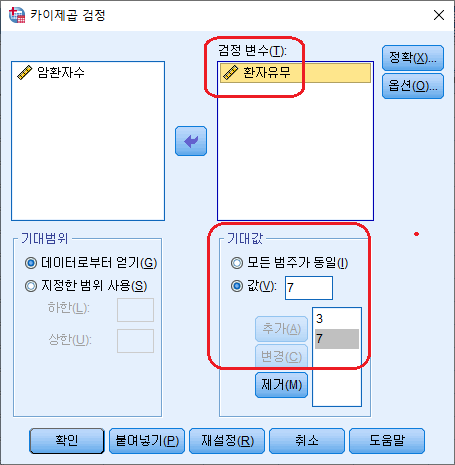 카이제곱 검정
검정 변수(T):
암환자수
환자유무
정확(X)...
옵션(O)...
기대범위
데이터로부터 얻기(G)
지정한 범위 사용(S)
하한(L):
상한(U):
기대값
모든 범주가 동일(I)
값(V): 7
추가(A)
변경(C)
제거(M)
3
7
확인
붙여넣기(P)
재설정(R)
취소
도움말